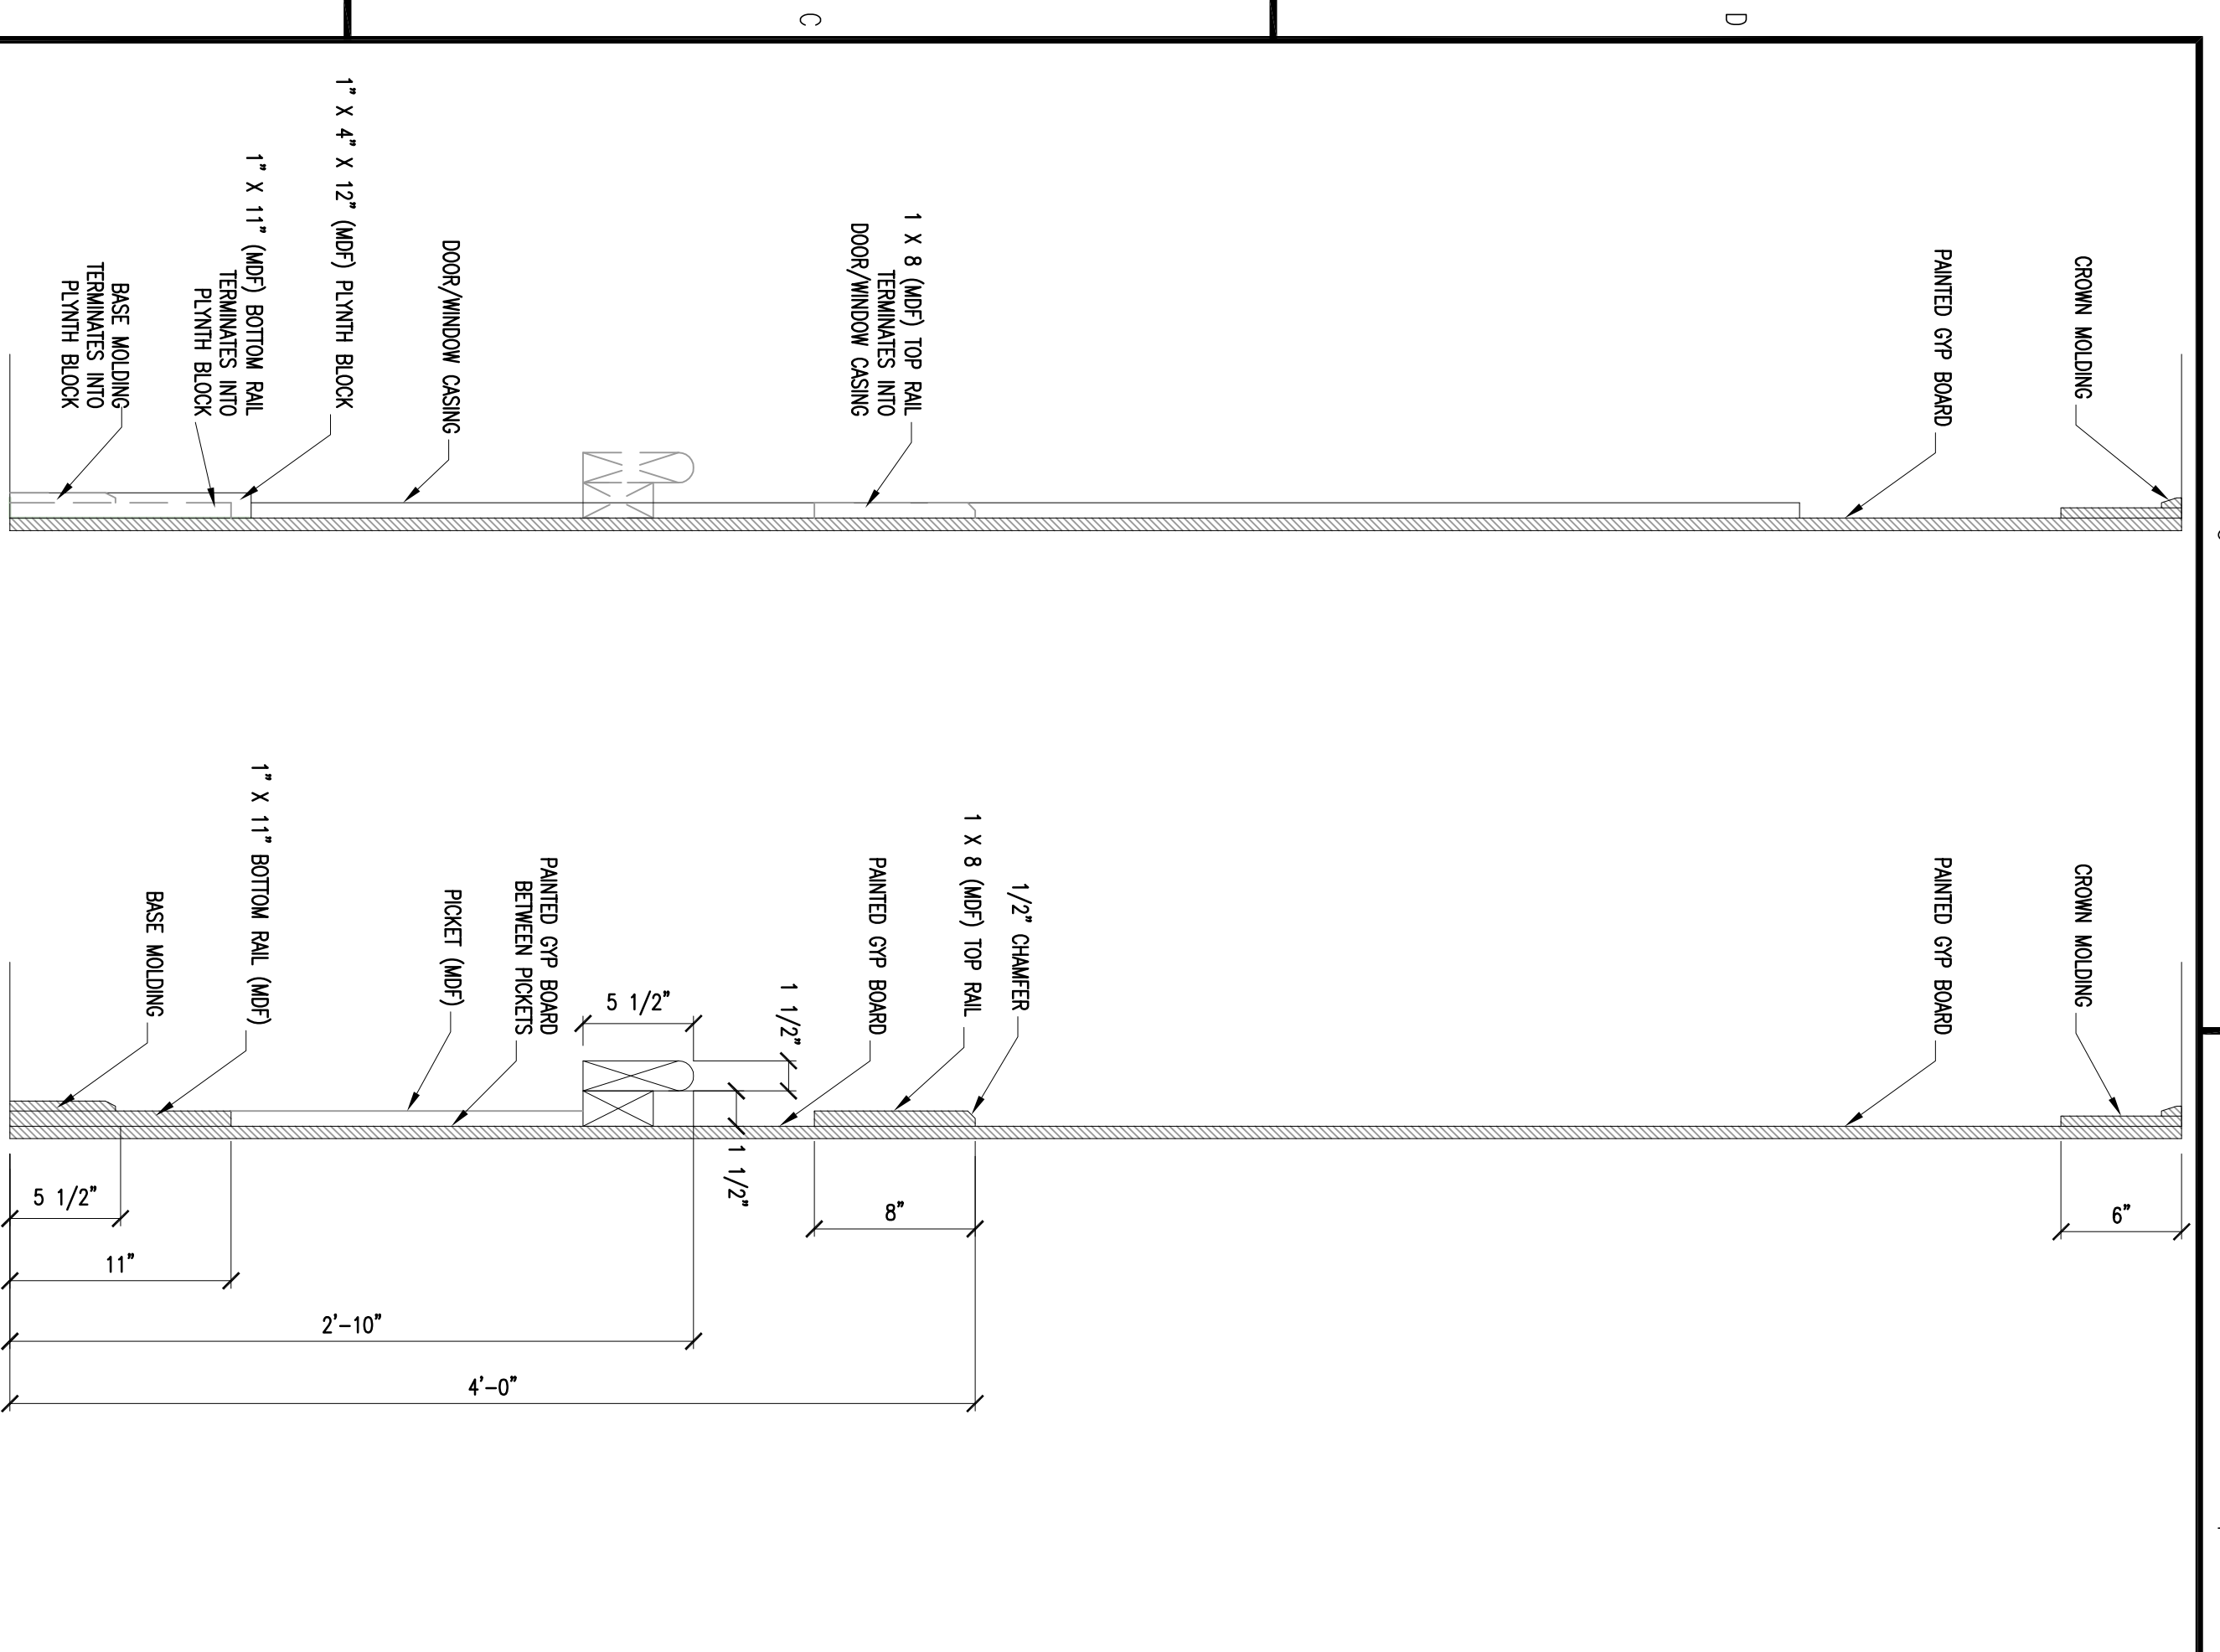 C
D
CROWN MOLDING
PAINTED GYP BOARD
1 X 8 (MDF) TOP RAIL
TERMINATES INTO
DOOR/WINDOW CASING
DOOR/WINDOW CASING
1" X 4" X 12" (MDF) PLYNTH BLOCK
1" X 11" (MDF) BOTTOM RAIL
TERMINATES INTO
PLYNTH BLOCK
BASE MOLDING
TERMINATES INTO
PLYNTH BLOCK
CROWN MOLDING
PAINTED GYP BOARD
1/2" CHAMFER
1 X 8 (MDF) TOP RAIL
PAINTED GYP BOARD
1 1/2"
5 1/2"
PAINTED GYP BOARD
BETWEEN PICKETS
PICKET (MDF)
1" X 11" BOTTOM RAIL (MDF)
BASE MOLDING
1 1/2"
6"
8"
5 1/2"
11"
2'-10"
4'-0"